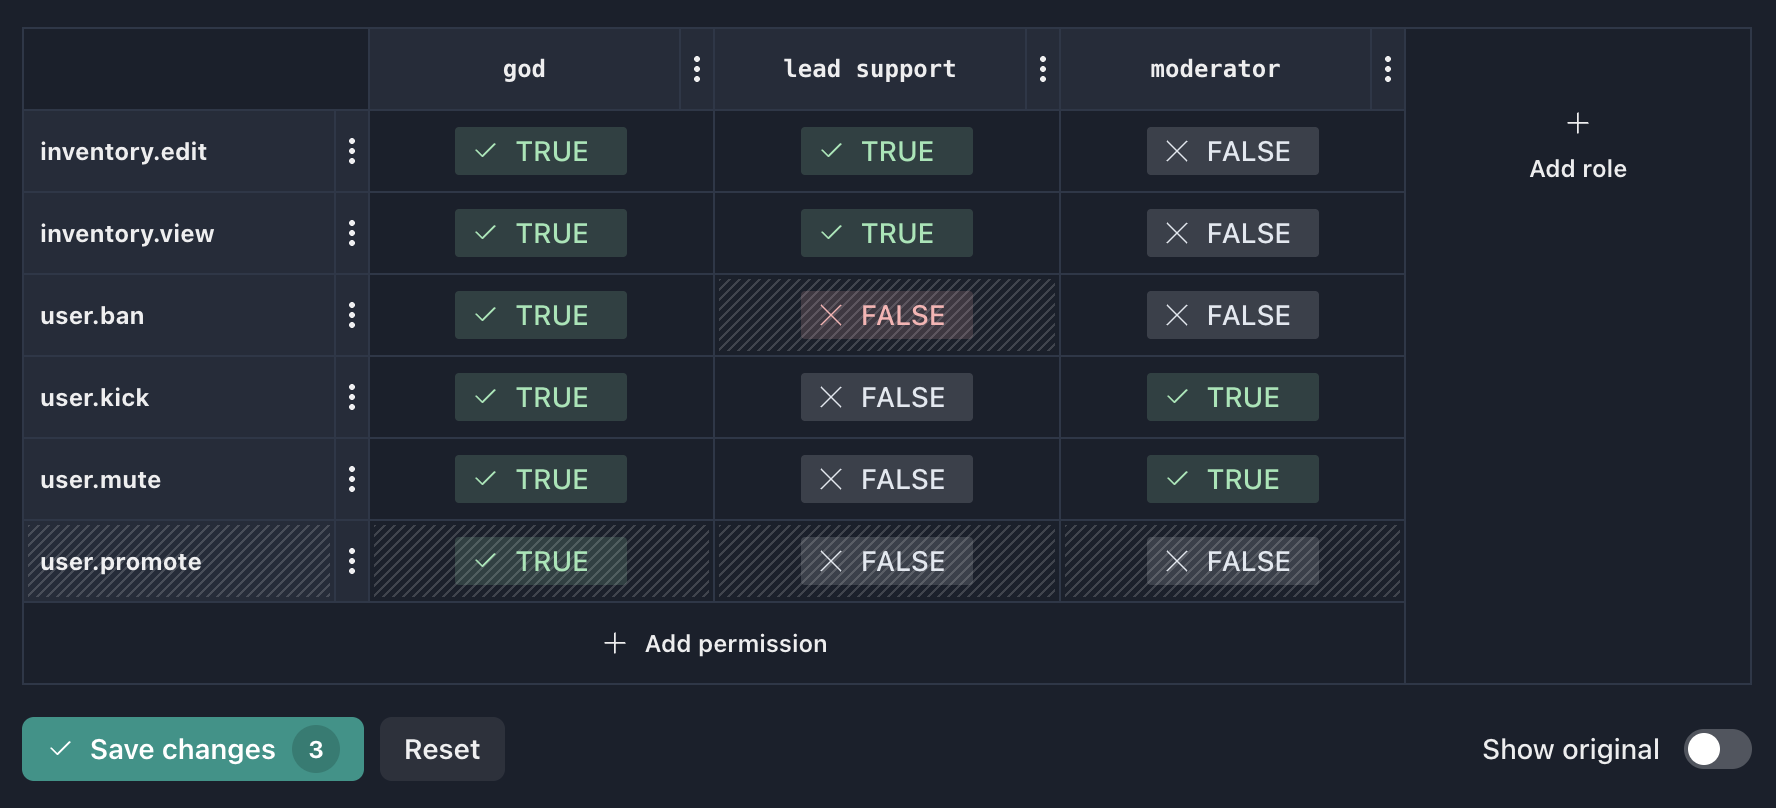 god lead support moderator
inventory.edit TRUE TRUE FALSE
Add role
inventory.view TRUE TRUE FALSE
user.ban TRUE FALSE FALSE
user.kick TRUE FALSE TRUE
user.mute TRUE FALSE TRUE
user.promote TRUE FALSE FALSE
Add permission
Save changes 3 Reset Show original